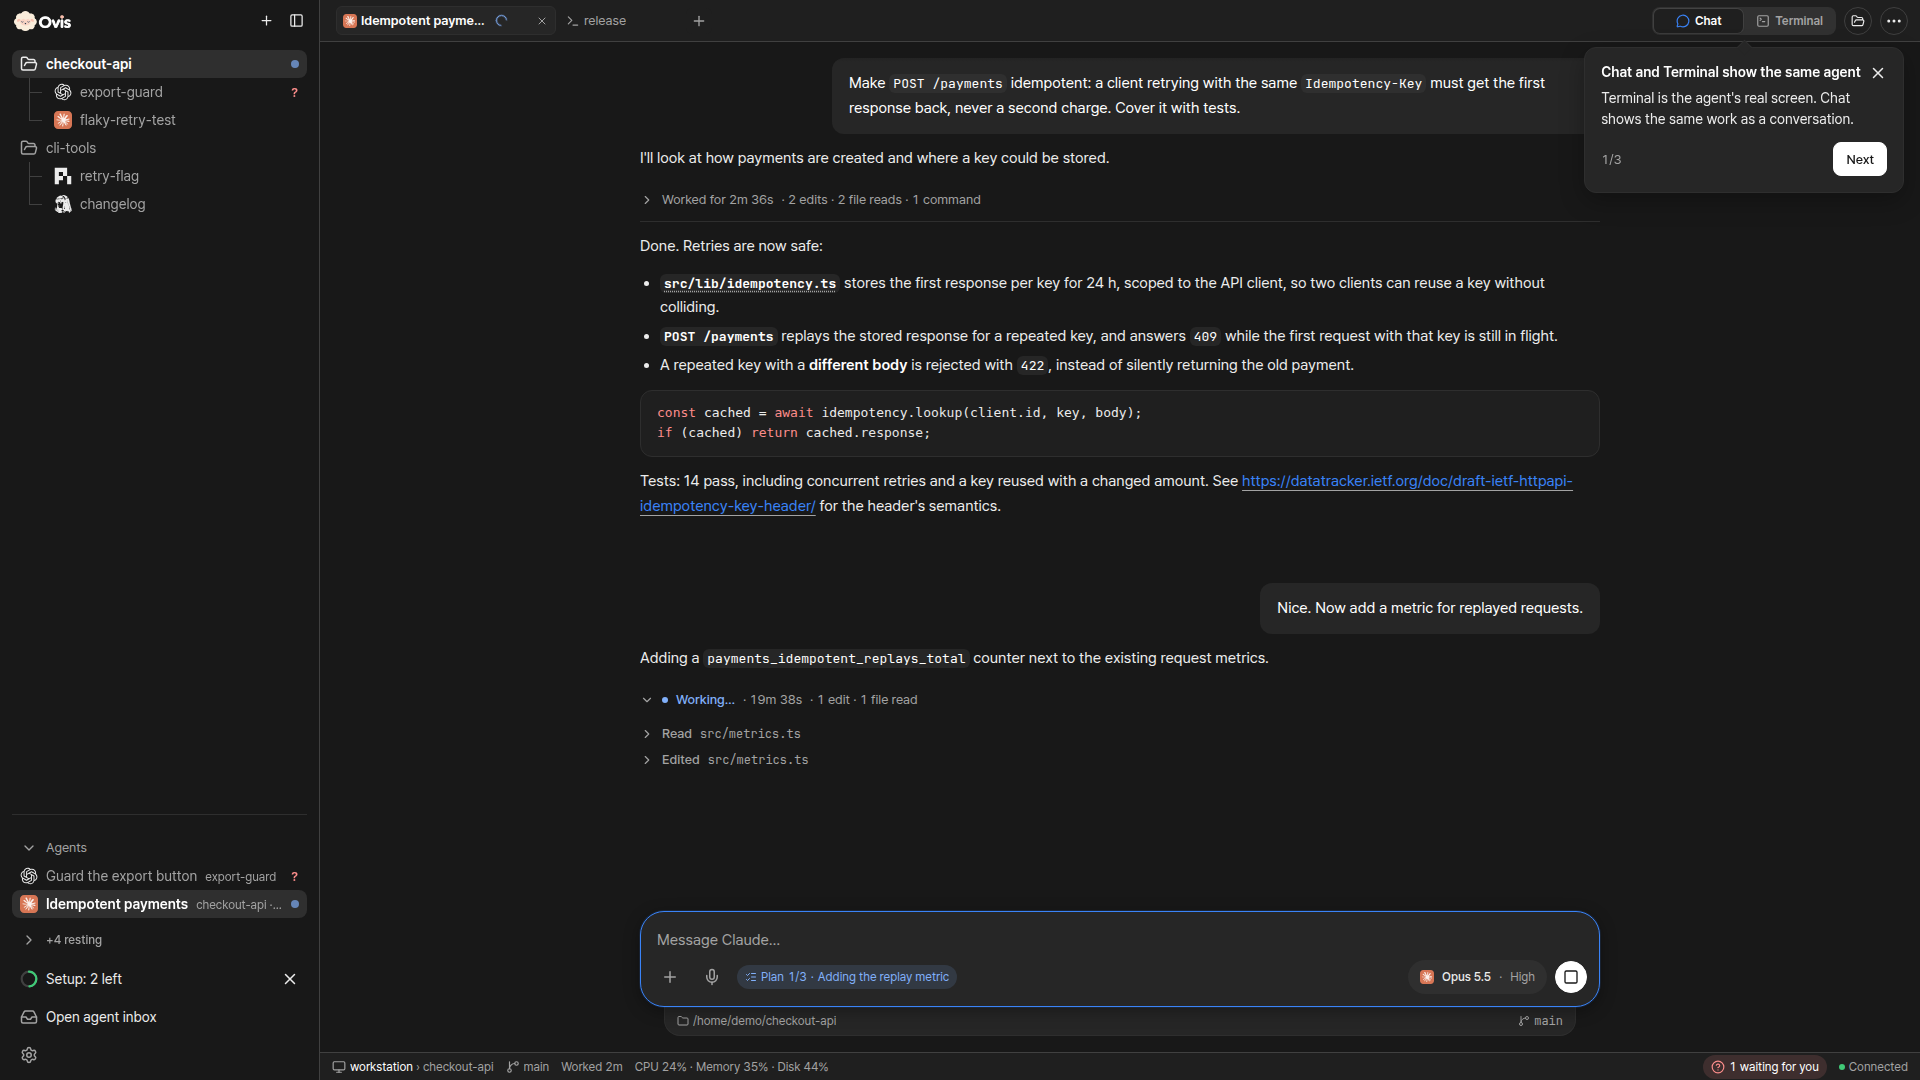 Ovis
checkout-api
export-guard ?
flaky-retry-test
cli-tools
retry-flag
changelog
Agents
Guard the export button export-guard ?
Idempotent payments checkout-api ·...
+4 resting
Setup: 2 left
Open agent inbox
Idempotent payme...
release
Chat
Terminal
Chat and Terminal show the same agent
Terminal is the agent's real screen. Chat
shows the same work as a conversation.
1/3
Next
Make POST /payments idempotent: a client retrying with the same Idempotency-Key must get the first
response back, never a second charge. Cover it with tests.
I'll look at how payments are created and where a key could be stored.
Worked for 2m 36s · 2 edits · 2 file reads · 1 command
Done. Retries are now safe:
• src/lib/idempotency.ts stores the first response per key for 24 h, scoped to the API client, so two clients can reuse a key without
colliding.
• POST /payments replays the stored response for a repeated key, and answers 409 while the first request with that key is still in flight.
• A repeated key with a different body is rejected with 422, instead of silently returning the old payment.
const cached = await idempotency.lookup(client.id, key, body);
if (cached) return cached.response;
Tests: 14 pass, including concurrent retries and a key reused with a changed amount. See https://datatracker.ietf.org/doc/draft-ietf-httpapi-
idempotency-key-header/ for the header's semantics.
Nice. Now add a metric for replayed requests.
Adding a payments_idempotent_replays_total counter next to the existing request metrics.
Working... · 19m 38s · 1 edit · 1 file read
Read src/metrics.ts
Edited src/metrics.ts
Message Claude...
Plan 1/3 · Adding the replay metric
Opus 5.5 · High
/home/demo/checkout-api
main
workstation › checkout-api main Worked 2m CPU 24% · Memory 35% · Disk 44%
1 waiting for you
Connected